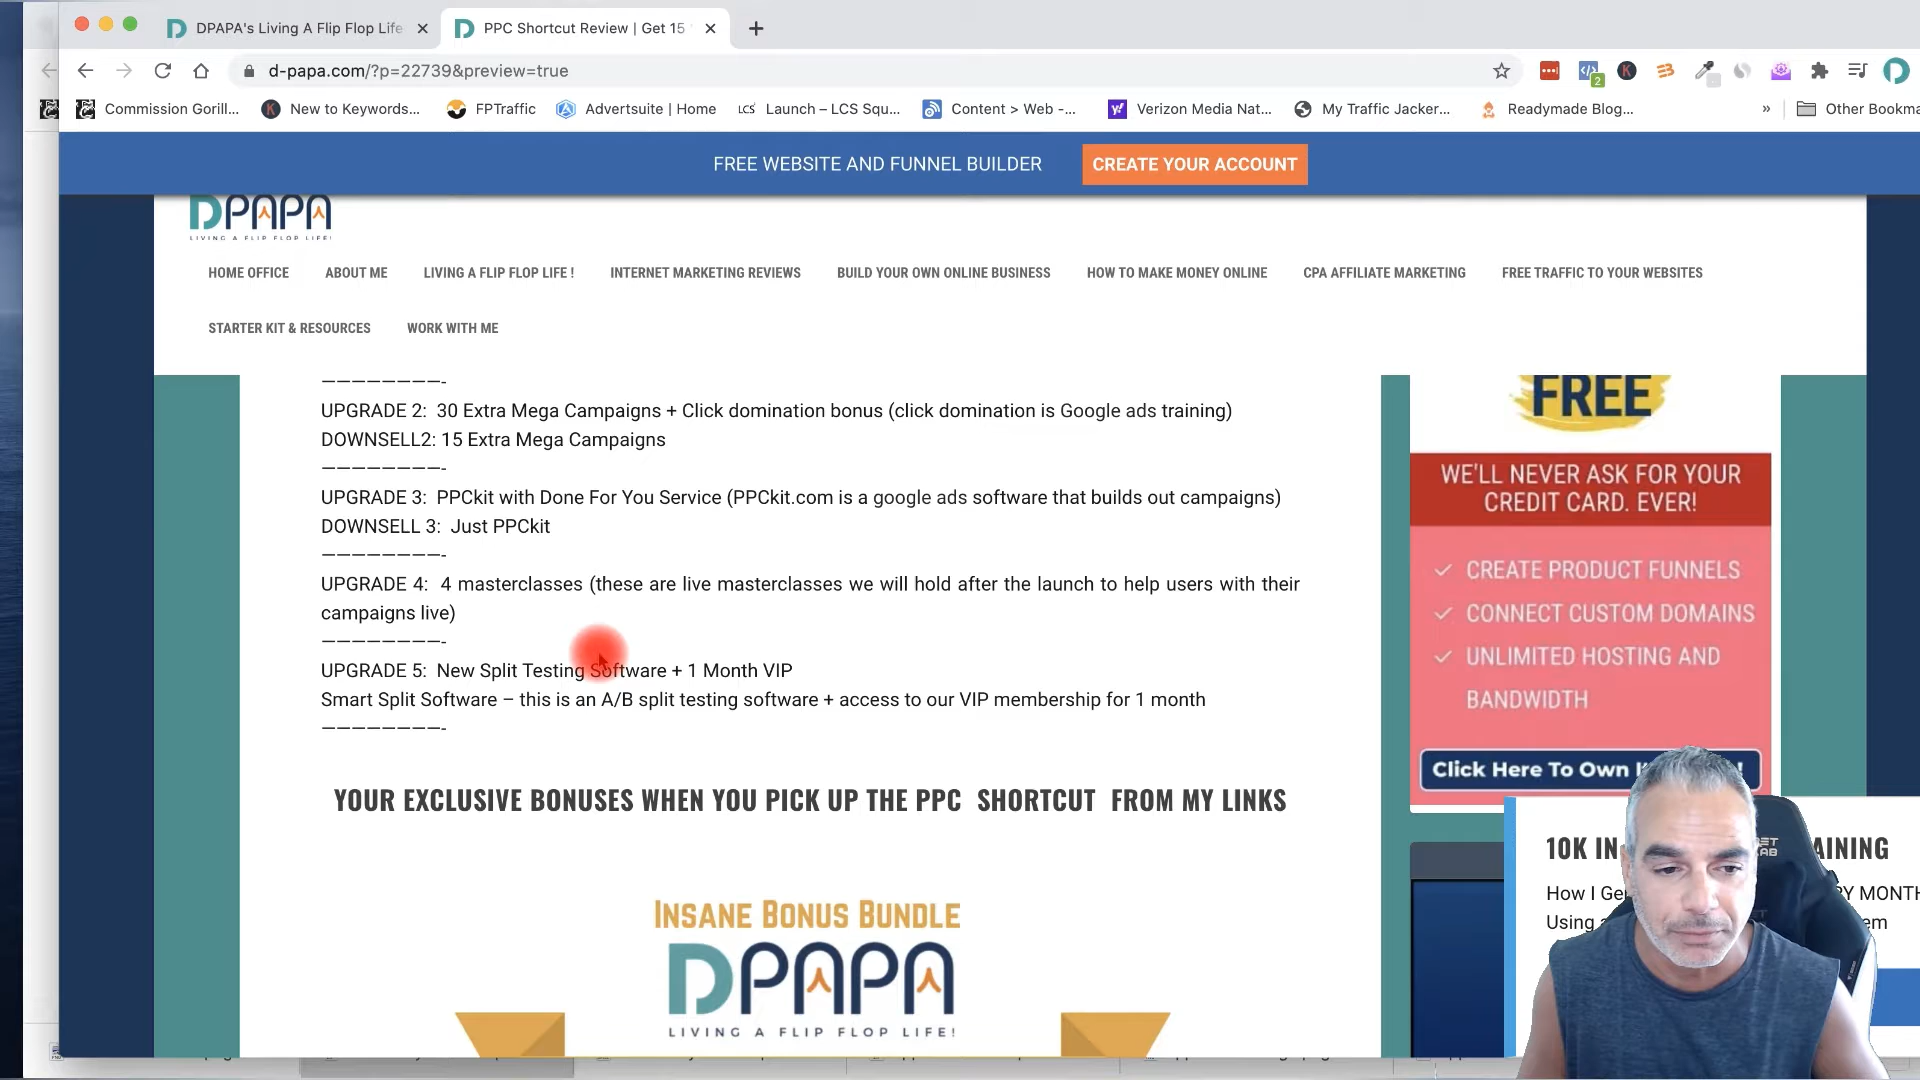 DPAPA's Living A Flip Flop Life
PPC Shortcut Review | Get 15
d-papa.com/?p=22739&preview=true
2
Commission Gorill...
New to Keywords...
FPTraffic
Advertsuite | Home
LCS Launch – LCS Squ...
Content > Web -...
Verizon Media Nat...
My Traffic Jacker...
Readymade Blog...
»
Other Bookma
FREE WEBSITE AND FUNNEL BUILDER
CREATE YOUR ACCOUNT
DPAPA
LIVING A FLIP FLOP LIFE!
HOME OFFICE
ABOUT ME
LIVING A FLIP FLOP LIFE !
INTERNET MARKETING REVIEWS
BUILD YOUR OWN ONLINE BUSINESS
HOW TO MAKE MONEY ONLINE
CPA AFFILIATE MARKETING
FREE TRAFFIC TO YOUR WEBSITES
STARTER KIT & RESOURCES
WORK WITH ME
————————-
UPGRADE 2: 30 Extra Mega Campaigns + Click domination bonus (click domination is Google ads training)
DOWNSELL2: 15 Extra Mega Campaigns
————————-
UPGRADE 3: PPCkit with Done For You Service (PPCkit.com is a google ads software that builds out campaigns)
DOWNSELL 3: Just PPCkit
————————-
UPGRADE 4: 4 masterclasses (these are live masterclasses we will hold after the launch to help users with their
campaigns live)
————————-
UPGRADE 5: New Split Testing Software + 1 Month VIP
Smart Split Software – this is an A/B split testing software + access to our VIP membership for 1 month
————————-
YOUR EXCLUSIVE BONUSES WHEN YOU PICK UP THE PPC SHORTCUT FROM MY LINKS
INSANE BONUS BUNDLE
DPAPA
LIVING A FLIP FLOP LIFE!
FREE
WE'LL NEVER ASK FOR YOUR
CREDIT CARD. EVER!
CREATE PRODUCT FUNNELS
CONNECT CUSTOM DOMAINS
UNLIMITED HOSTING AND
BANDWIDTH
Click Here To Own I
10K IN AINING
How I Ge RY MONTH
Using a em